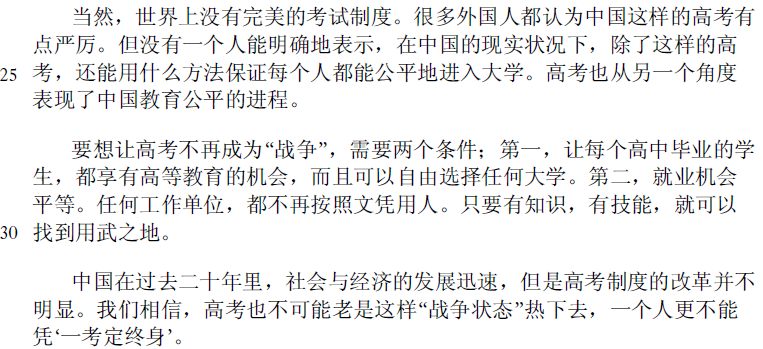 当然，世界上没有完美的考试制度。很多外国人都认为中国这样的高考有
点严厉。但没有一个人能明确地表示，在中国的现实状况下，除了这样的高
25 考，还能用什么方法保证每个人都能公平地进入大学。高考也从另一个角度
表现了中国教育公平的进程。
要想让高考不再成为“战争”，需要两个条件；第一，让每个高中毕业的学
生，都享有高等教育的机会，而且可以自由选择任何大学。第二，就业机会
平等。任何工作单位，都不再按照文凭用人。只要有知识，有技能，就可以
30 找到用武之地。
中国在过去二十年里，社会与经济的发展迅速，但是高考制度的改革并不
明显。我们相信，高考也不可能老是这样“战争状态”热下去，一个人更不能
凭‘一考定终身’。